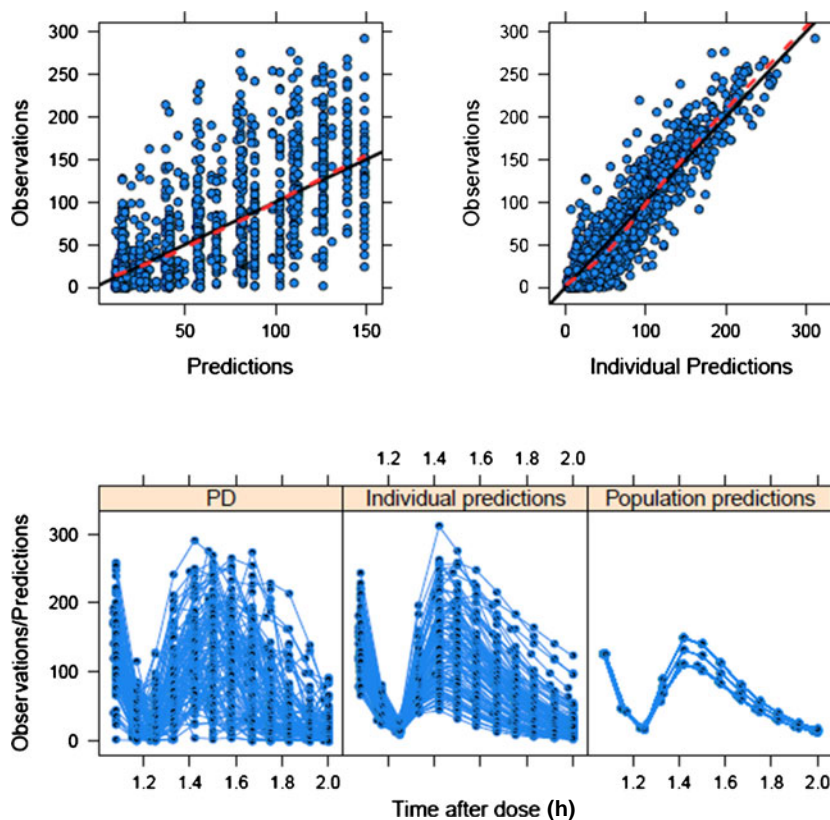 300
250
200
150
100
50
0
Observations
50 100 150
Predictions
300
250
200
150
100
50
0
Observations
0 100 200 300
Individual Predictions
1.2 1.4 1.6 1.8 2.0
PD Individual predictions Population predictions
300
200
100
0
Observations/Predictions
1.2 1.4 1.6 1.8 2.0 1.2 1.4 1.6 1.8 2.0
Time after dose (h)